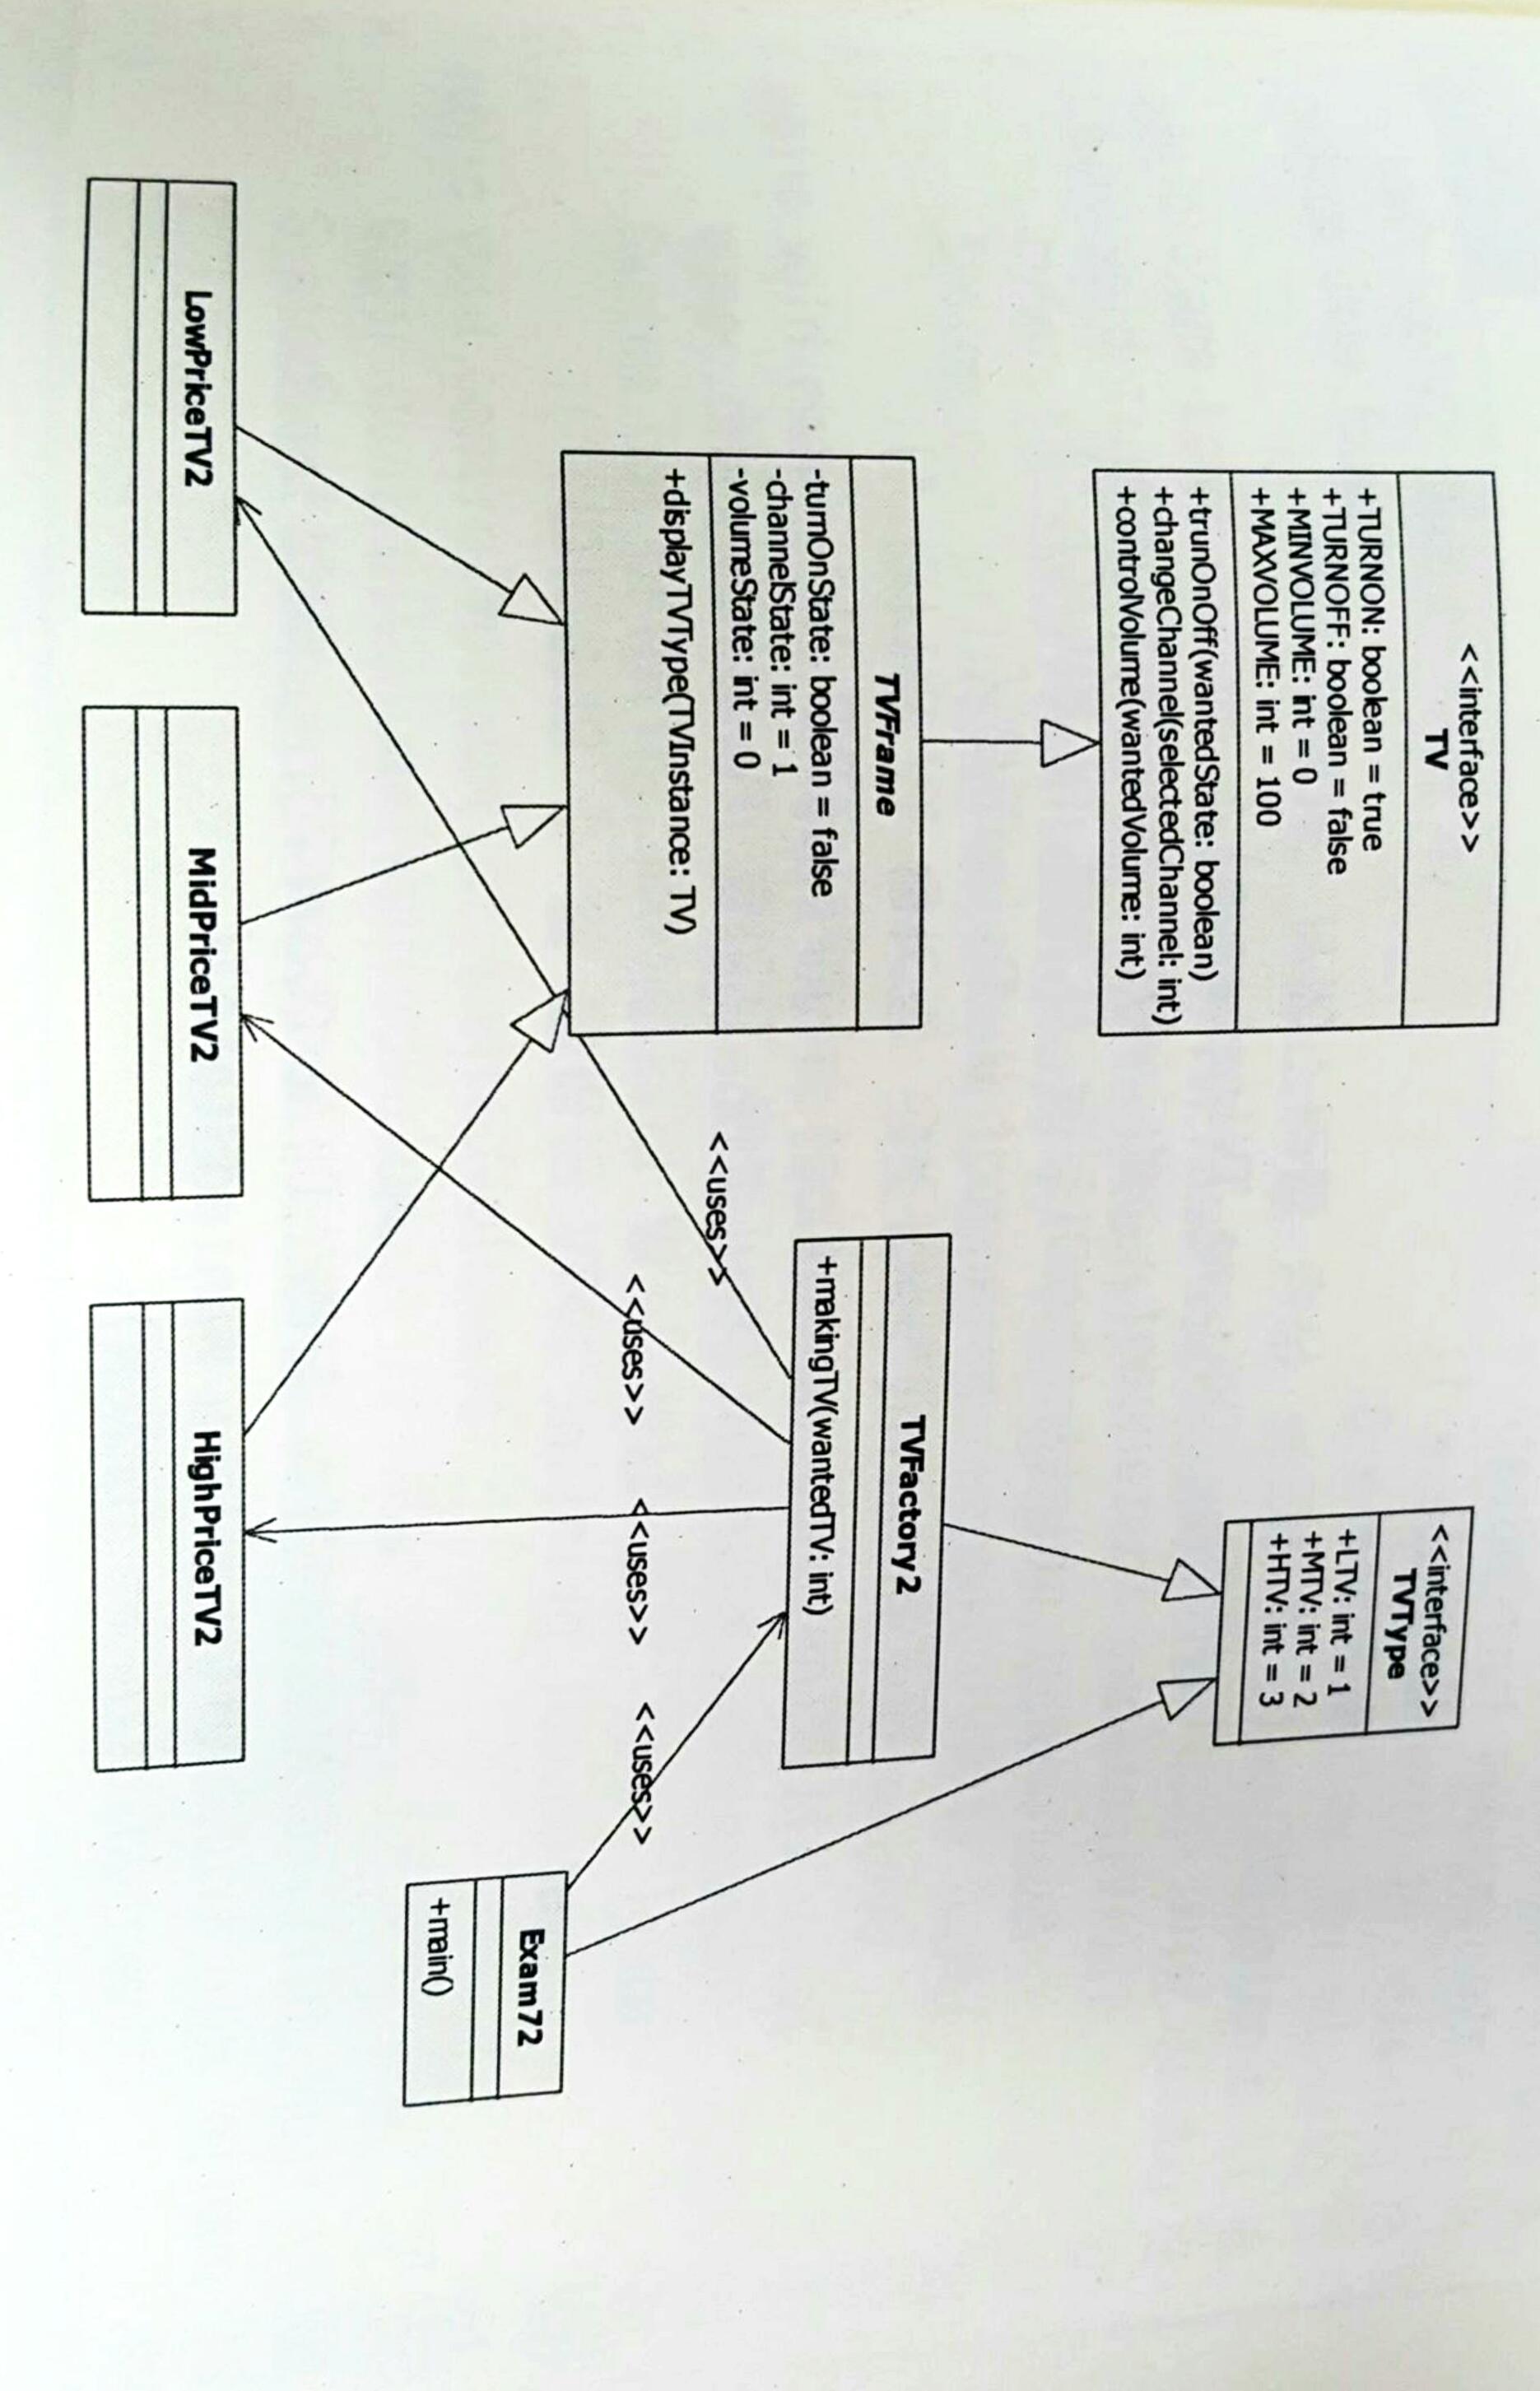 <<interface>>
TV
+TURNON: boolean = true
+TURNOFF: boolean = false
+MINVOLUME: int = 0
+MAXVOLUME: int = 100
+trunOnOff(wantedState: boolean)
+changeChannel(selectedChannel: int)
+controlVolume(wantedVolume: int)
<<interface>>
TVType
+LTV: int = 1
+MTV: int = 2
+HTV: int = 3
TVFrame
-turnOnState: boolean = false
-channelState: int = 1
-volumeState: int = 0
+displayTVType(TVInstance: TV)
TVFactory2
+makingTV(wantedTV: int)
<<uses>>
<<uses>>
<<uses>>
<<uses>>
Exam72
+main()
LowPriceTV2
MidPriceTV2
HighPriceTV2